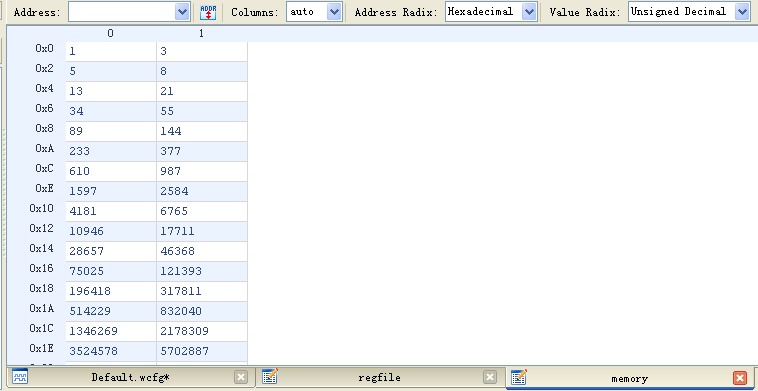 Address: ADDR Columns: auto Address Radix: Hexadecimal Value Radix: Unsigned Decimal
0 1
0x0 1 3
0x2 5 8
0x4 13 21
0x6 34 55
0x8 89 144
0xA 233 377
0xC 610 987
0xE 1597 2584
0x10 4181 6765
0x12 10946 17711
0x14 28657 46368
0x16 75025 121393
0x18 196418 317811
0x1A 514229 832040
0x1C 1346269 2178309
0x1E 3524578 5702887
Default.wcfg* regfile memory